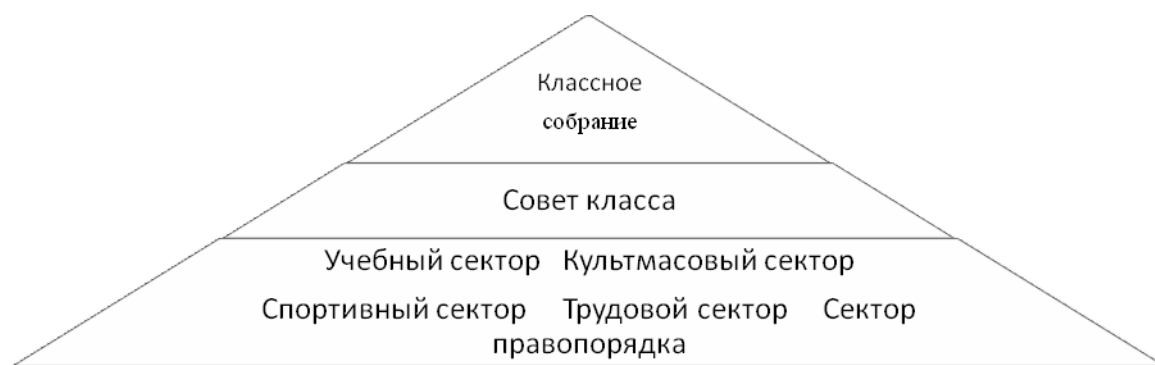 Классное
собрание
Совет класса
Учебный сектор Культмасовый сектор
Спортивный сектор Трудовой сектор Сектор
правопорядка